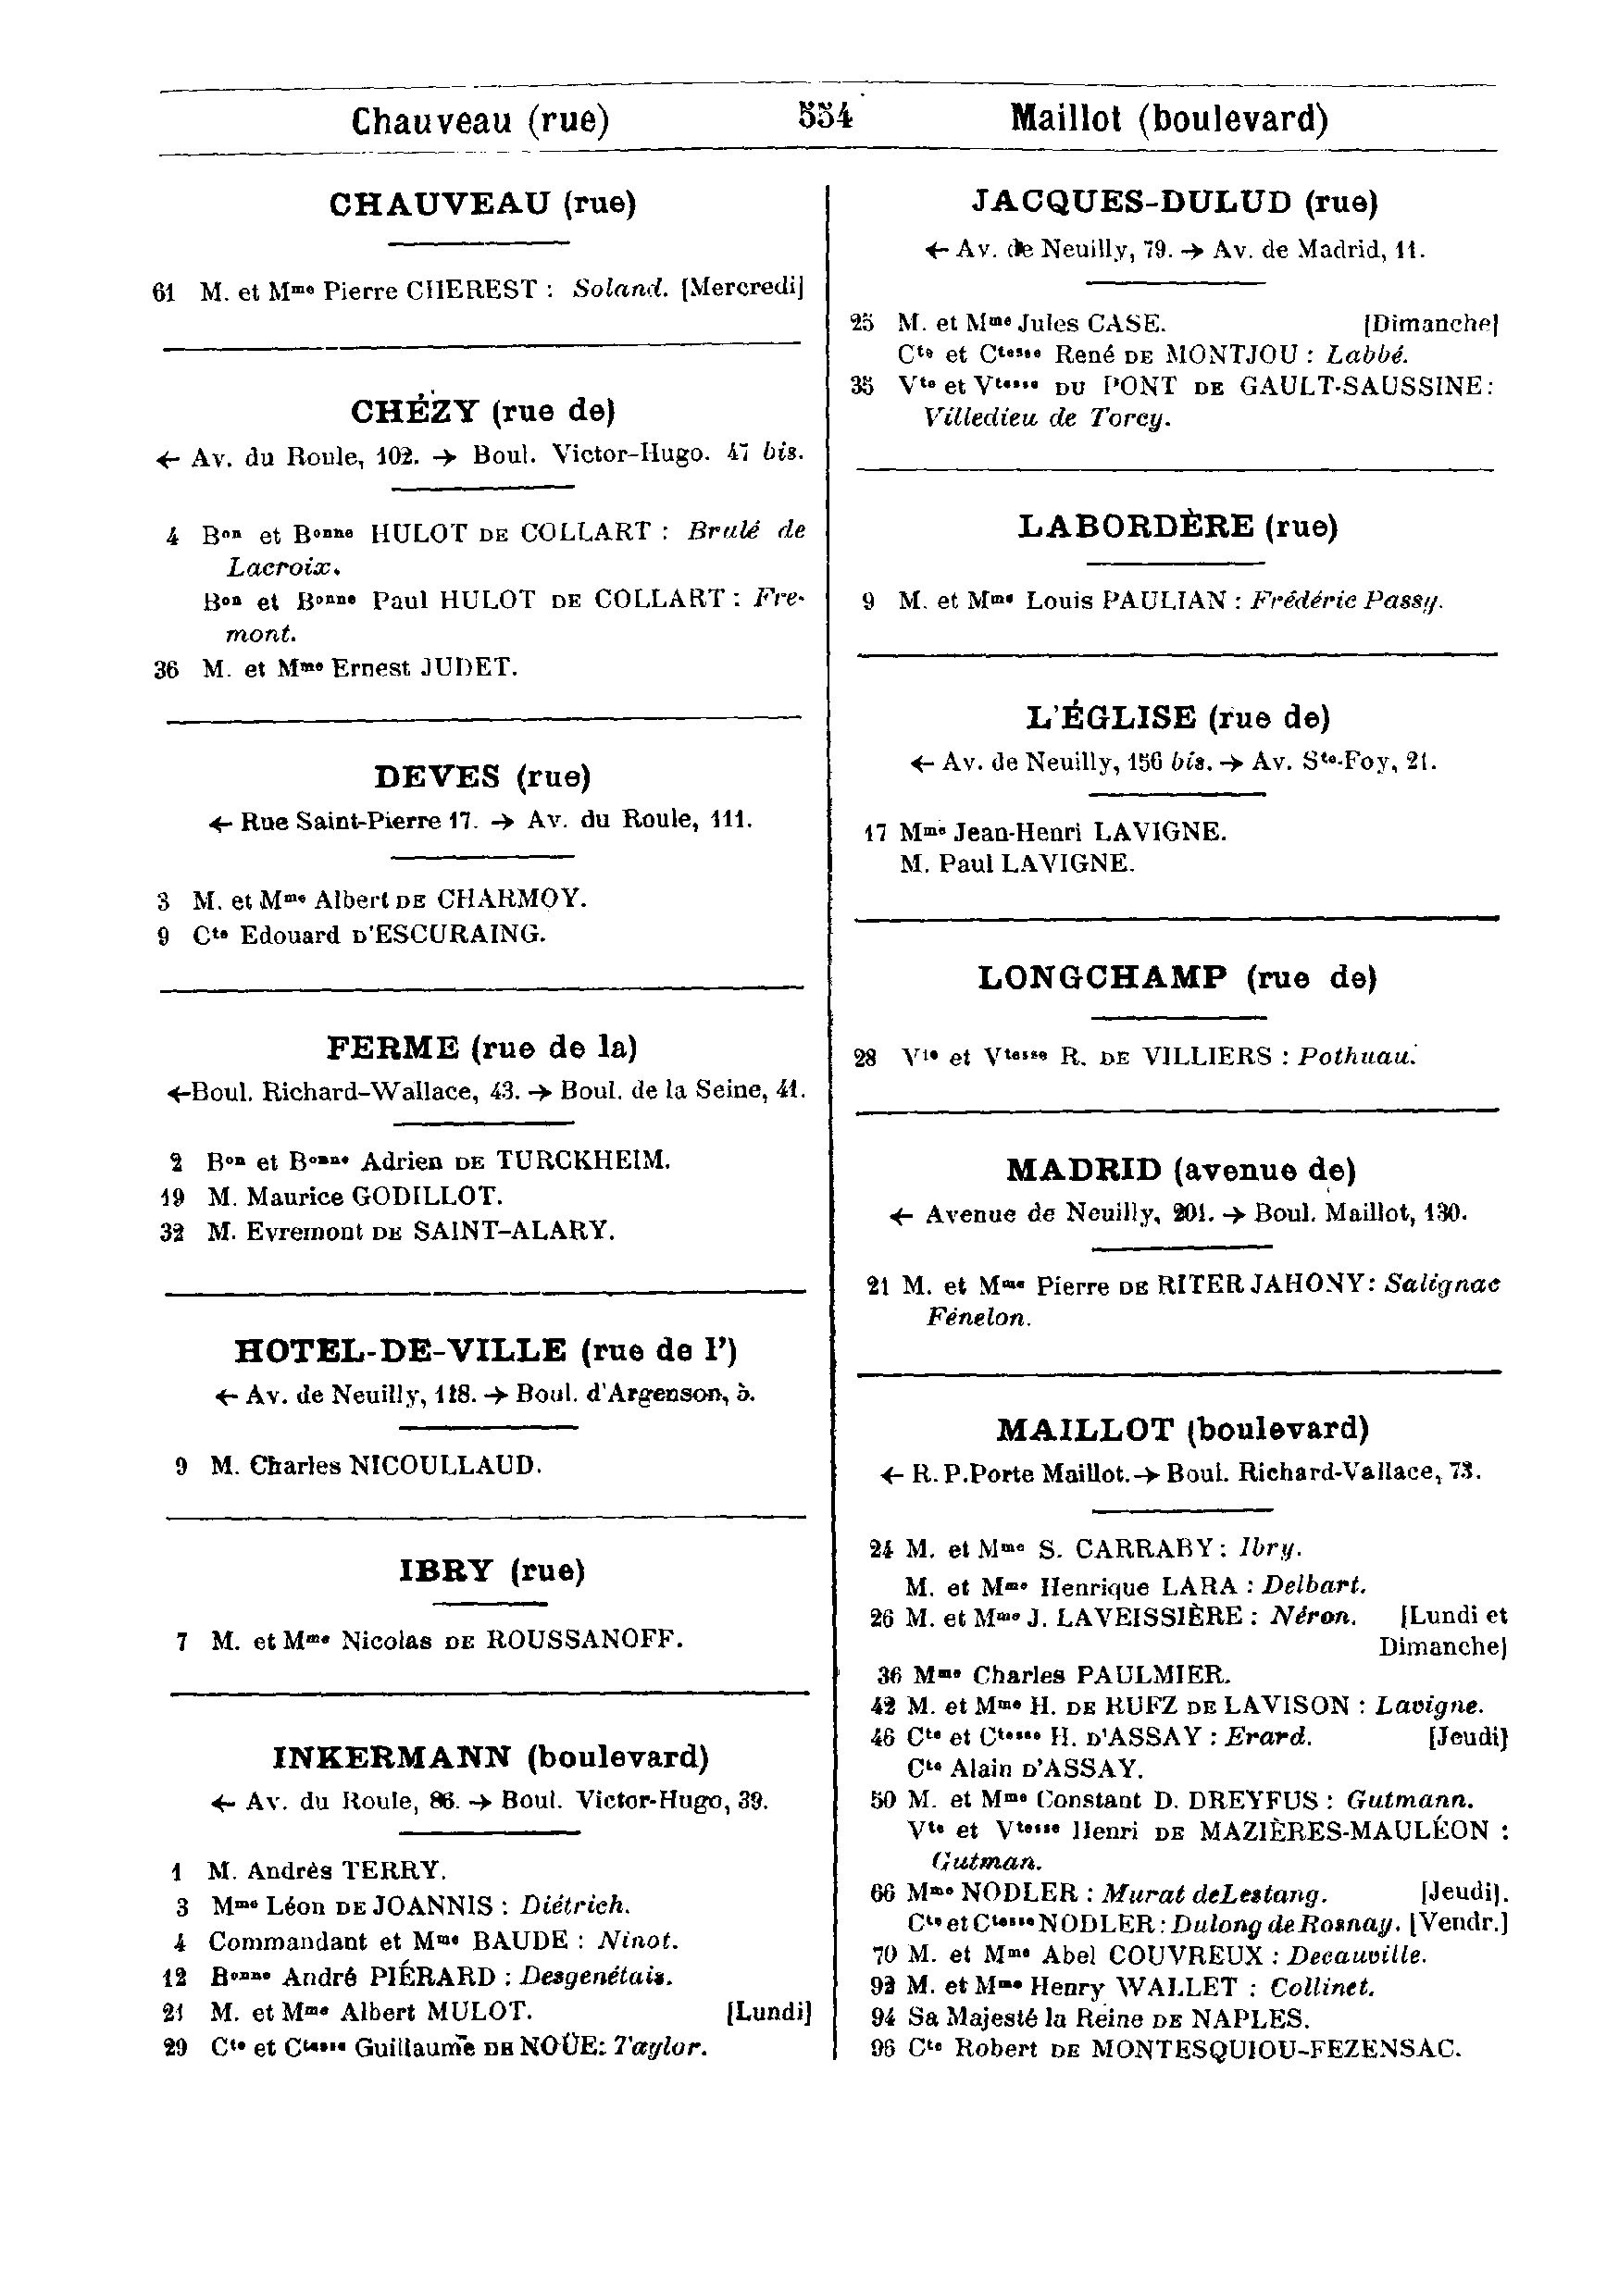 Chauveau (rue) 554 Maillot (boulevard)
CHAUVEAU (rue)
61 M. et Mme Pierre CHEREST : Soland. [Mercredi]
CHÉZY (rue de)
← Av. du Roule, 102. → Boul. Victor-Hugo. 47 bis.
4 Bon et Bonne HULOT DE COLLART : Brulé de
Lacroix.
Bon et Bonne Paul HULOT DE COLLART : Fre-
mont.
36 M. et Mme Ernest JUDET.
DEVES (rue)
← Rue Saint-Pierre 17. → Av. du Roule, 111.
3 M. et Mme Albert DE CHARMOY.
9 Cte Edouard D'ESCURAING.
FERME (rue de la)
←Boul. Richard-Wallace, 43. → Boul. de la Seine, 41.
2 Bon et Bonne Adrien DE TURCKHEIM.
19 M. Maurice GODILLOT.
32 M. Evremont DE SAINT-ALARY.
HOTEL-DE-VILLE (rue de l')
← Av. de Neuilly, 118. → Boul. d'Argenson, 5.
9 M. Charles NICOULLAUD.
IBRY (rue)
7 M. et Mme Nicolas DE ROUSSANOFF.
INKERMANN (boulevard)
← Av. du Roule, 86. → Boul. Victor-Hugo, 39.
1 M. Andrès TERRY.
3 Mme Léon DE JOANNIS : Diétrich.
4 Commandant et Mme BAUDE : Ninot.
12 Bonne André PIÉRARD : Desgenétais.
21 M. et Mme Albert MULOT. [Lundi]
29 Cte et Ctesse Guillaume DE NOÜE: Taylor.
JACQUES-DULUD (rue)
← Av. de Neuilly, 79. → Av. de Madrid, 11.
25 M. et Mme Jules CASE. [Dimanche]
Cte et Ctesse René DE MONTJOU : Labbé.
35 Vte et Vtesse DU PONT DE GAULT-SAUSSINE:
Villedieu de Torcy.
LABORDÈRE (rue)
9 M. et Mme Louis PAULIAN : Frédéric Passy.
L'ÉGLISE (rue de)
← Av. de Neuilly, 156 bis. → Av. Ste-Foy, 21.
17 Mme Jean-Henri LAVIGNE.
M. Paul LAVIGNE.
LONGCHAMP (rue de)
28 Vte et Vtesse R. DE VILLIERS : Pothuau.
MADRID (avenue de)
← Avenue de Neuilly, 201. → Boul. Maillot, 130.
21 M. et Mme Pierre DE RITER JAHONY: Salignac
Fénelon.
MAILLOT (boulevard)
← R. P.Porte Maillot.→ Boul. Richard-Vallace, 73.
24 M. et Mme S. CARRABY: Ibry.
M. et Mme Henrique LARA : Delbart.
26 M. et Mme J. LAVEISSIÈRE : Néron. [Lundi et
Dimanche]
36 Mme Charles PAULMIER.
42 M. et Mme H. DE RUFZ DE LAVISON : Lavigne.
46 Cte et Ctesse H. D'ASSAY : Erard. [Jeudi]
Cte Alain D'ASSAY.
50 M. et Mme Constant D. DREYFUS : Gutmann.
Vte et Vtesse Henri DE MAZIÈRES-MAULÉON :
Gutman.
66 Mme NODLER : Murat deLestang. [Jeudi].
Cte et Ctesse NODLER : Dulong de Rosnay. [Vendr.]
70 M. et Mme Abel COUVREUX : Decauville.
92 M. et Mme Henry WALLET : Collinet.
94 Sa Majesté la Reine DE NAPLES.
96 Cte Robert DE MONTESQUIOU-FEZENSAC.